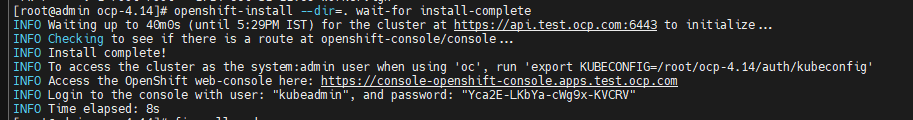 [root@admin ocp-4.14]# openshift-install --dir=. wait-for install-complete
INFO Waiting up to 40m0s (until 5:29PM IST) for the cluster at https://api.test.ocp.com:6443 to initialize...
INFO Checking to see if there is a route at openshift-console/console...
INFO Install complete!
INFO To access the cluster as the system:admin user when using 'oc', run 'export KUBECONFIG=/root/ocp-4.14/auth/kubeconfig'
INFO Access the OpenShift web-console here: https://console-openshift-console.apps.test.ocp.com
INFO Login to the console with user: "kubeadmin", and password: "Yca2E-LKbYa-cWg9x-KVCRV"
INFO Time elapsed: 8s